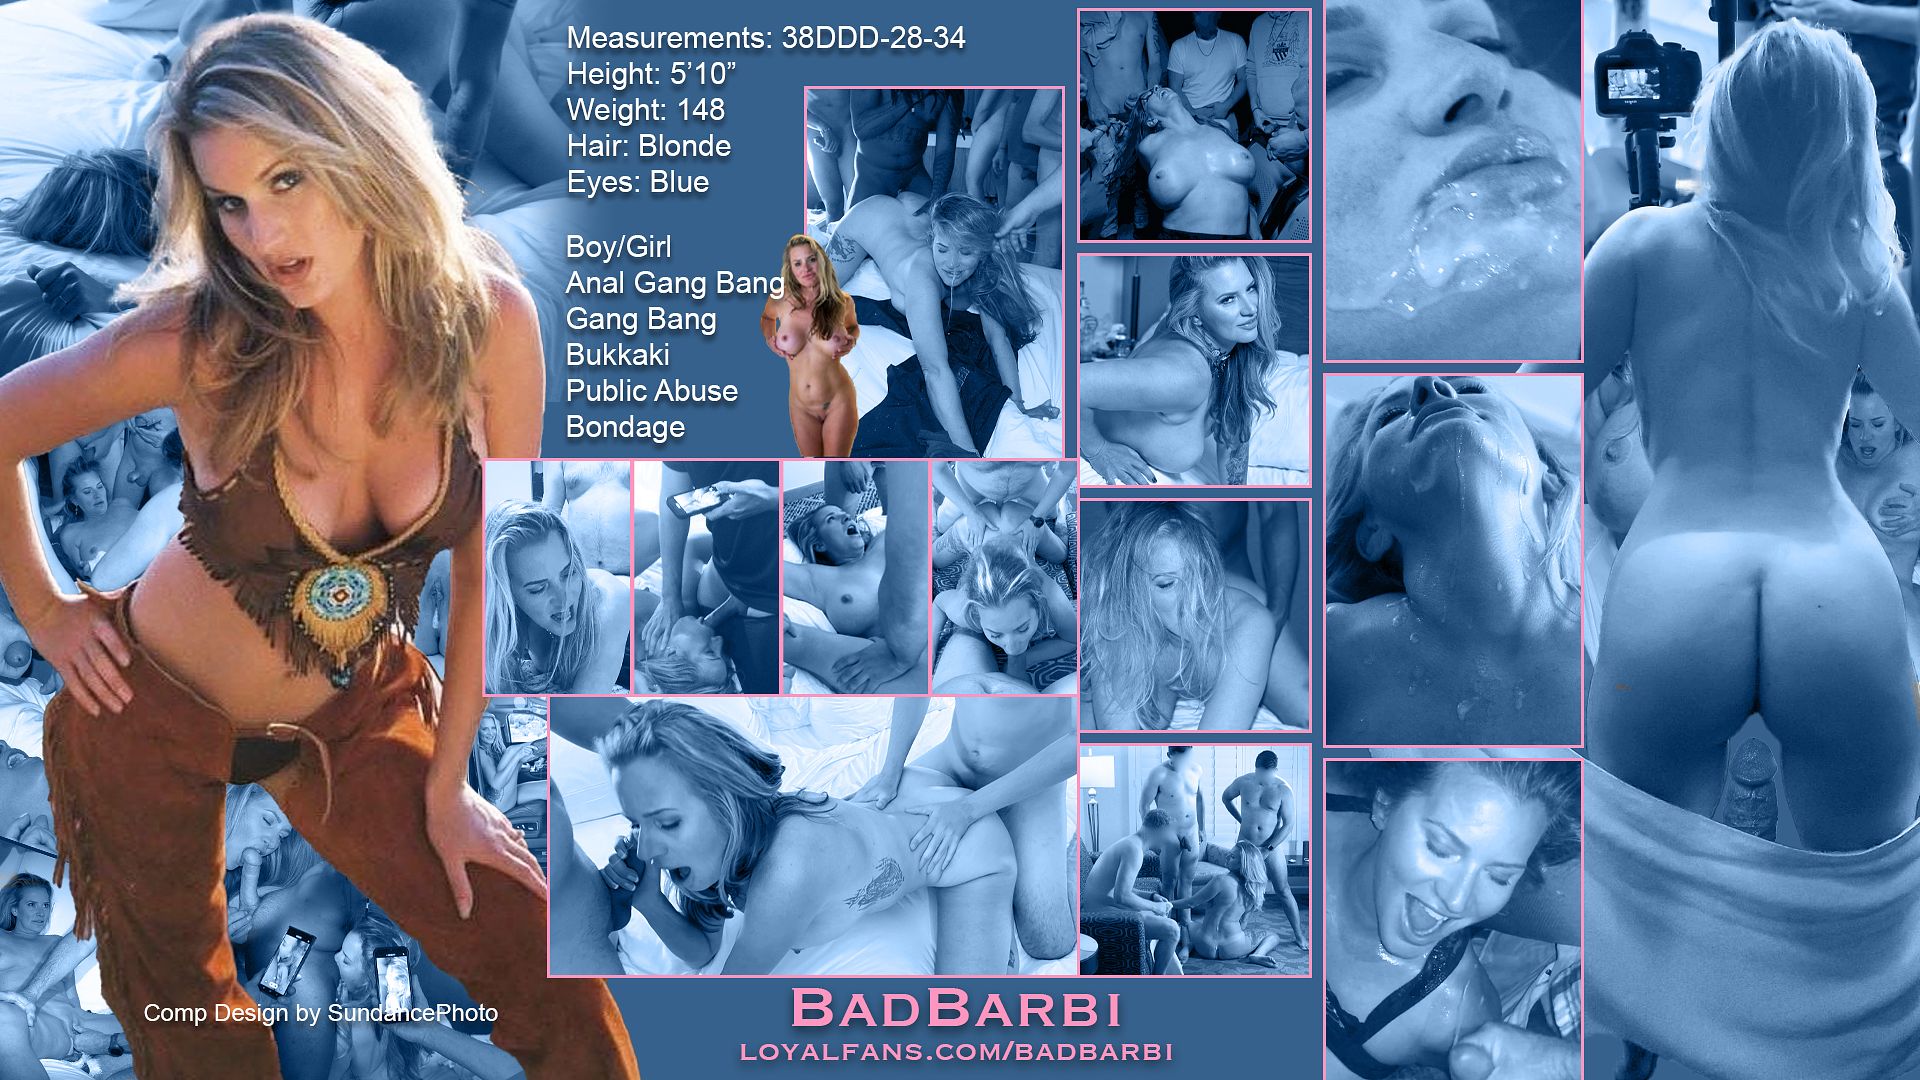 Measurements: 38DDD-28-34
Height: 5’10”
Weight: 148
Hair: Blonde
Eyes: Blue
Boy/Girl
Anal Gang Bang
Gang Bang
Bukkaki
Public Abuse
Bondage
Comp Design by SundancePhoto
BADBARBI
LOYALFANS.COM/BADBARBI